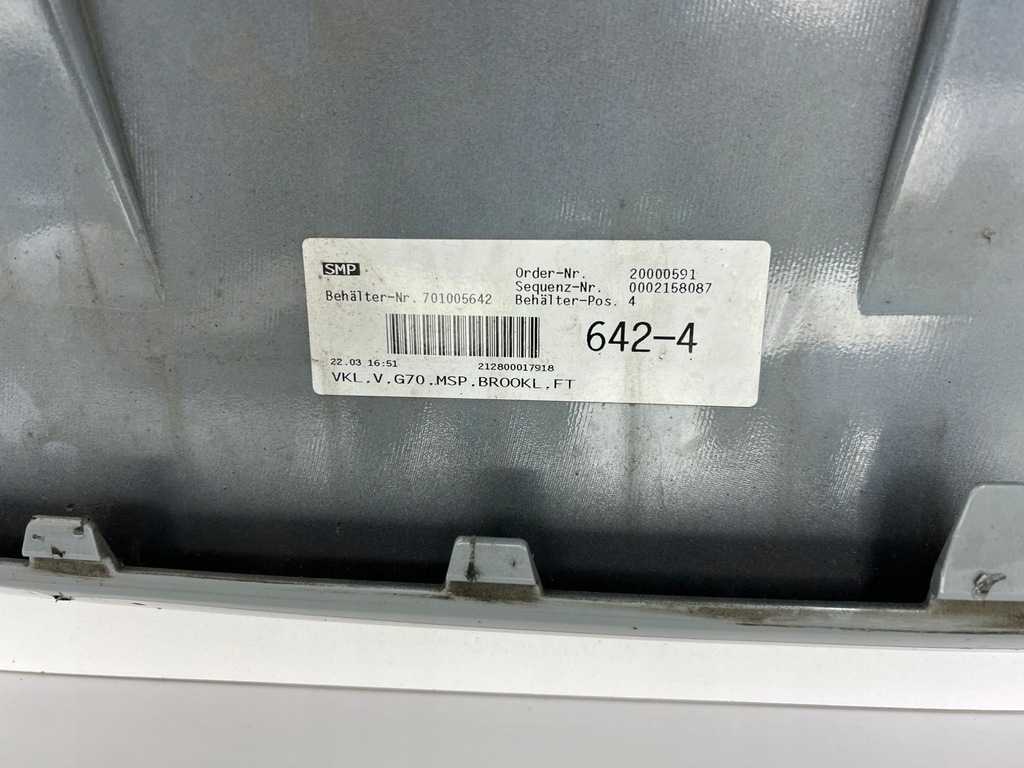 SMP
Order-Nr. 20000591
Sequenz-Nr. 0002158087
Behälter-Nr. 701005642 Behälter-Pos. 4
642-4
22.03 16:51 212800017918
VKL.V.G70.MSP.BROOKL.FT